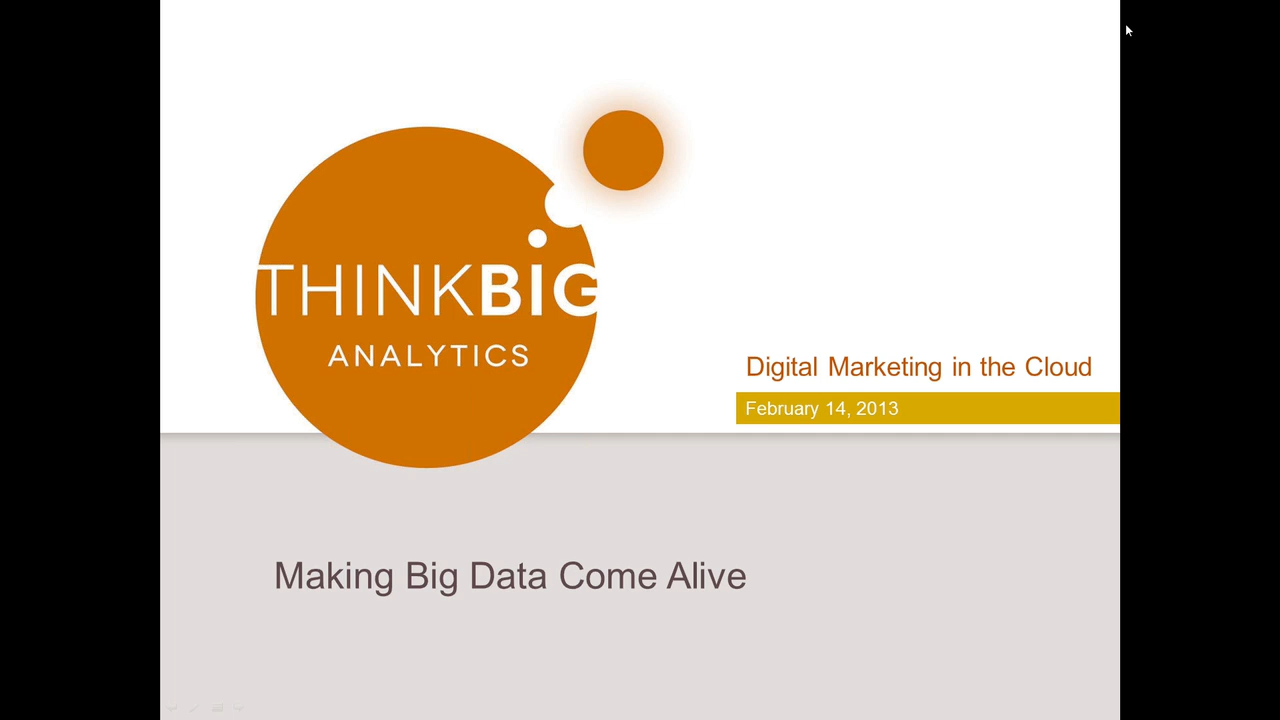 THINKBIG
ANALYTICS
Digital Marketing in the Cloud
February 14, 2013
Making Big Data Come Alive